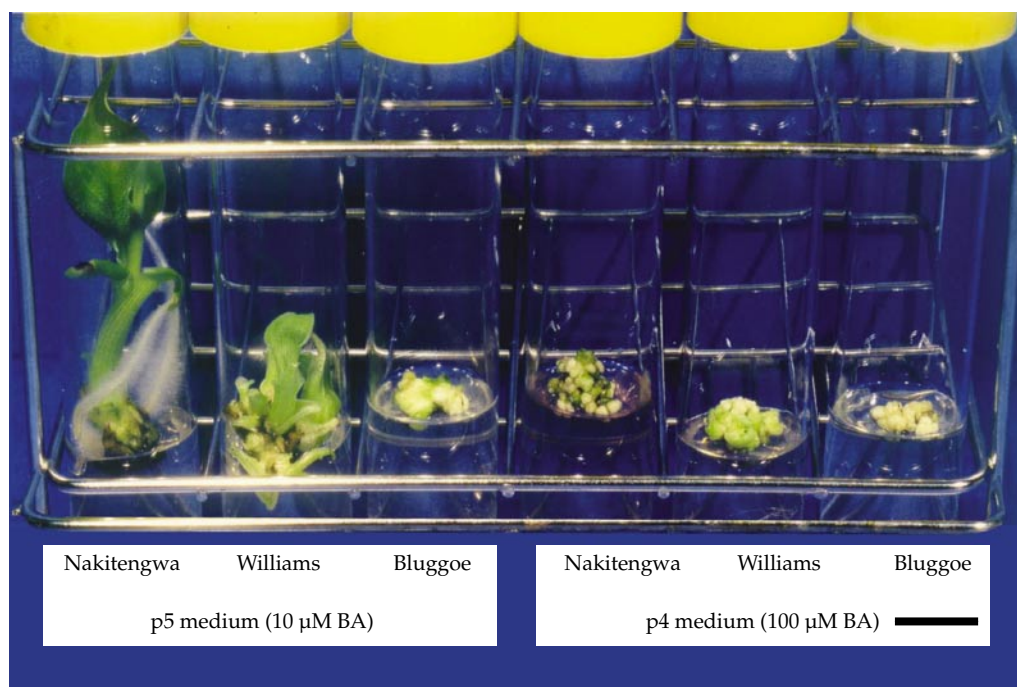 Nakitengwa Williams Bluggoe
p5 medium (10 µM BA)
Nakitengwa Williams Bluggoe
p4 medium (100 µM BA)